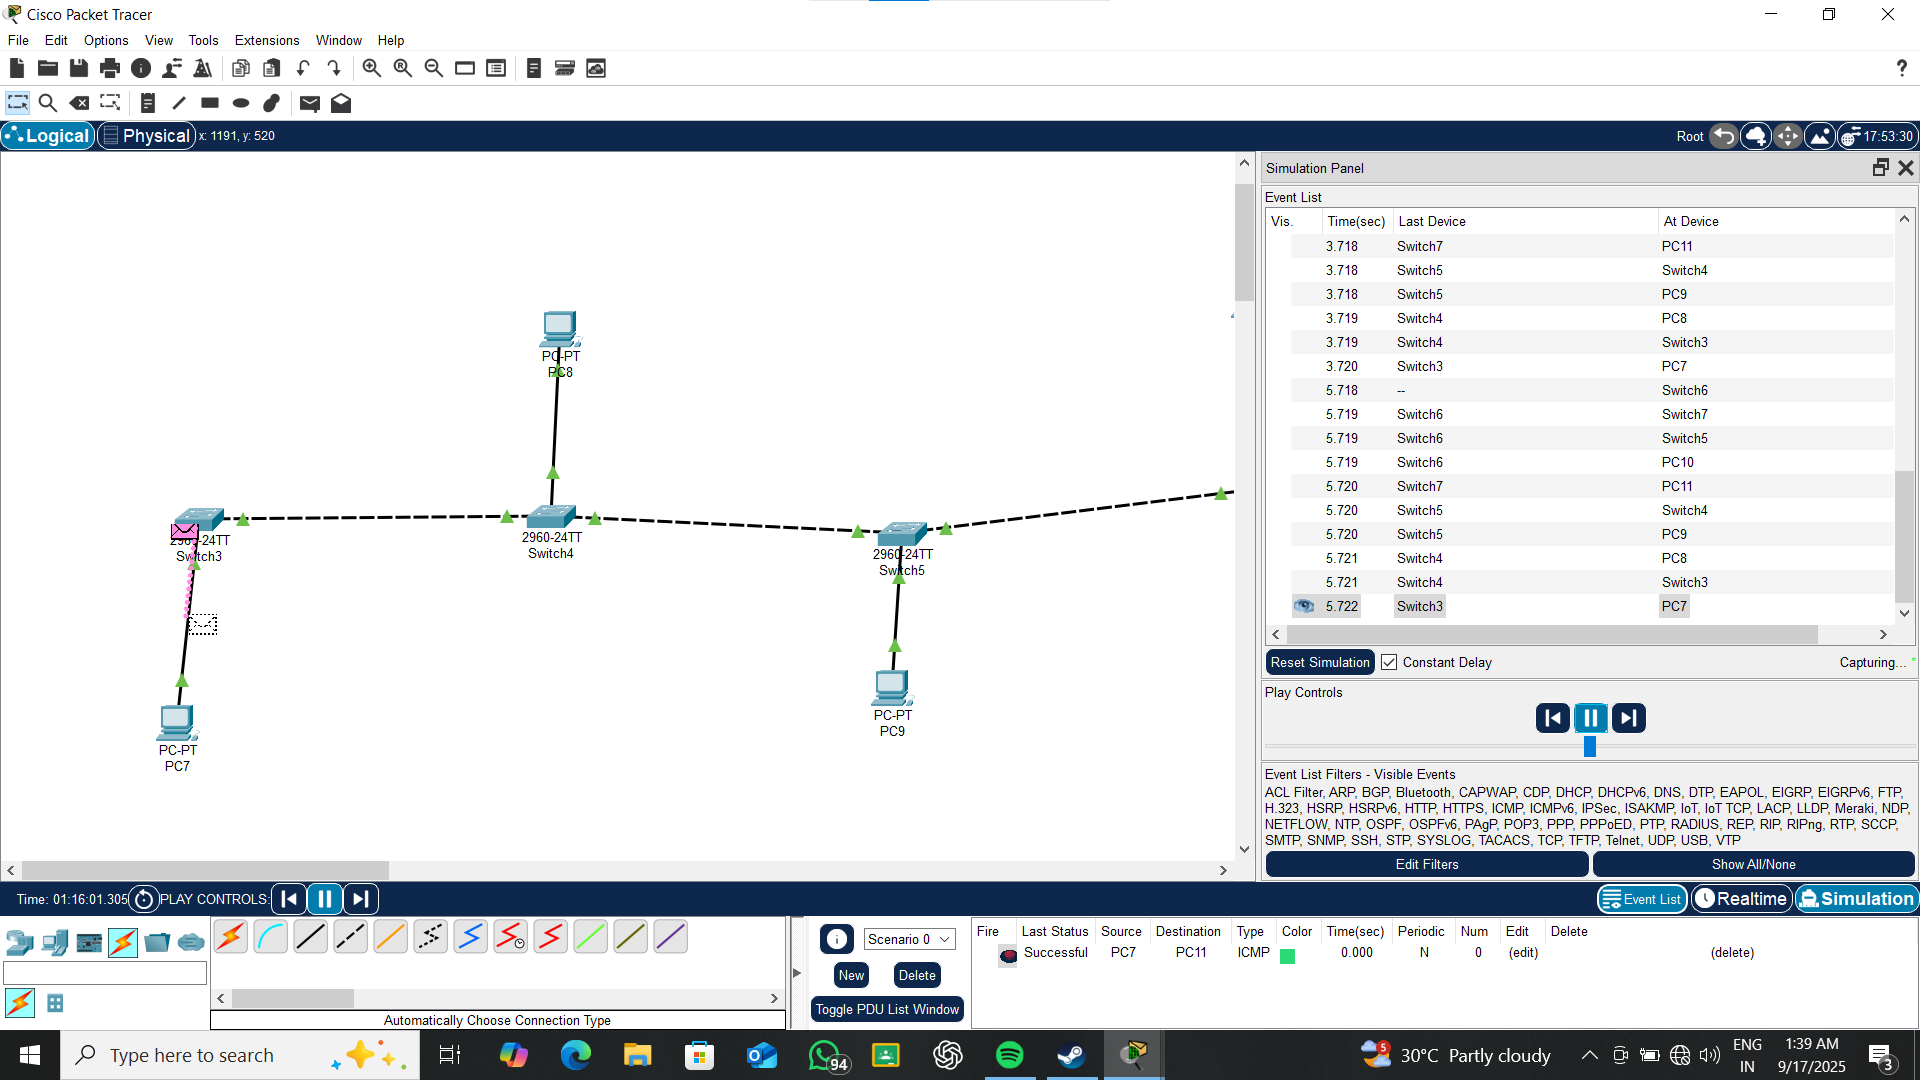 Cisco Packet Tracer
File Edit Options View Tools Extensions Window Help
Logical Physical x: 1191, y: 520 Root 17:53:30
PC-PT
PC8
2960-24TT
Switch3
2960-24TT
Switch4
2960-24TT
Switch5
PC-PT
PC7
PC-PT
PC9
Simulation Panel
Event List
Vis. Time(sec) Last Device At Device
3.718 Switch7 PC11
3.718 Switch5 Switch4
3.718 Switch5 PC9
3.719 Switch4 PC8
3.719 Switch4 Switch3
3.720 Switch3 PC7
5.718 -- Switch6
5.719 Switch6 Switch7
5.719 Switch6 Switch5
5.719 Switch6 PC10
5.720 Switch7 PC11
5.720 Switch5 Switch4
5.720 Switch5 PC9
5.721 Switch4 PC8
5.721 Switch4 Switch3
5.722 Switch3 PC7
Reset Simulation Constant Delay Capturing...
Play Controls
Event List Filters - Visible Events
ACL Filter, ARP, BGP, Bluetooth, CAPWAP, CDP, DHCP, DHCPv6, DNS, DTP, EAPOL, EIGRP, EIGRPv6, FTP,
H.323, HSRP, HSRPv6, HTTP, HTTPS, ICMP, ICMPv6, IPSec, ISAKMP, IoT, IoT TCP, LACP, LLDP, Meraki, NDP,
NETFLOW, NTP, OSPF, OSPFv6, PAgP, POP3, PPP, PPPoED, PTP, RADIUS, REP, RIP, RIPng, RTP, SCCP,
SMTP, SNMP, SSH, STP, SYSLOG, TACACS, TCP, TFTP, Telnet, UDP, USB, VTP
Edit Filters Show All/None
Time: 01:16:01.305 PLAY CONTROLS: Event List Realtime Simulation
Automatically Choose Connection Type
Scenario 0
New Delete
Toggle PDU List Window
Fire Last Status Source Destination Type Color Time(sec) Periodic Num Edit Delete
Successful PC7 PC11 ICMP 0.000 N 0 (edit) (delete)
Type here to search
94
5
30°C Partly cloudy
ENG
IN
1:39 AM
9/17/2025
3